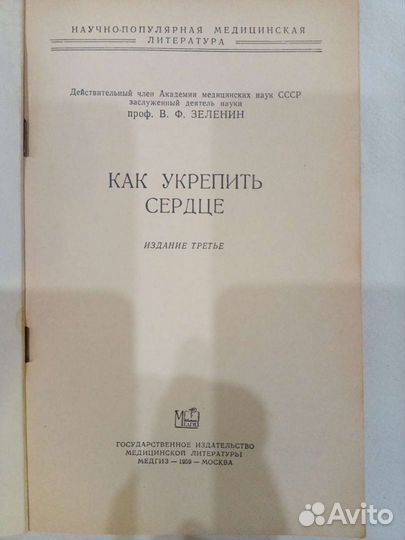 НАУЧНО-ПОПУЛЯРНАЯ МЕДИЦИНСКАЯ
ЛИТЕРАТУРА
Действительный член Академии медицинских наук СССР
заслуженный деятель науки
проф. В. Ф. ЗЕЛЕНИН
КАК УКРЕПИТЬ
СЕРДЦЕ
ИЗДАНИЕ ТРЕТЬЕ
ГОСУДАРСТВЕННОЕ ИЗДАТЕЛЬСТВО
МЕДИЦИНСКОЙ ЛИТЕРАТУРЫ
МЕДГИЗ — 1959 — МОСКВА
Avito